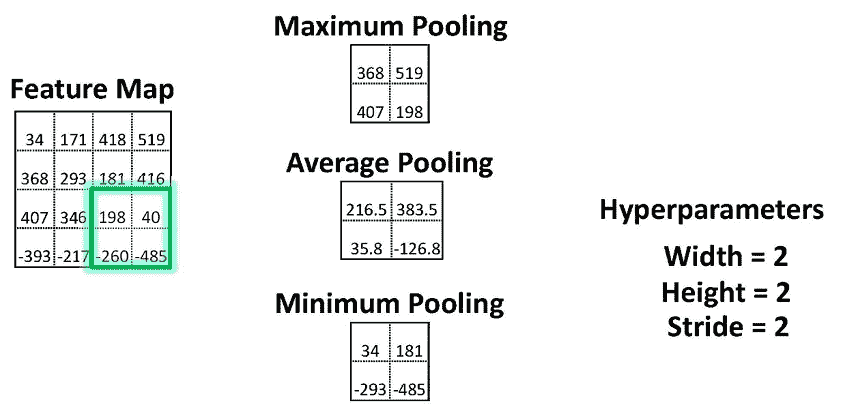 Maximum Pooling
368 519
407 198
Feature Map
34 171 418 519
368 293 181 416
407 346 198 40
-393 -217 -260 -485
Average Pooling
216.5 383.5
35.8 -126.8
Minimum Pooling
34 181
-293 -485
Hyperparameters
Width = 2
Height = 2
Stride = 2